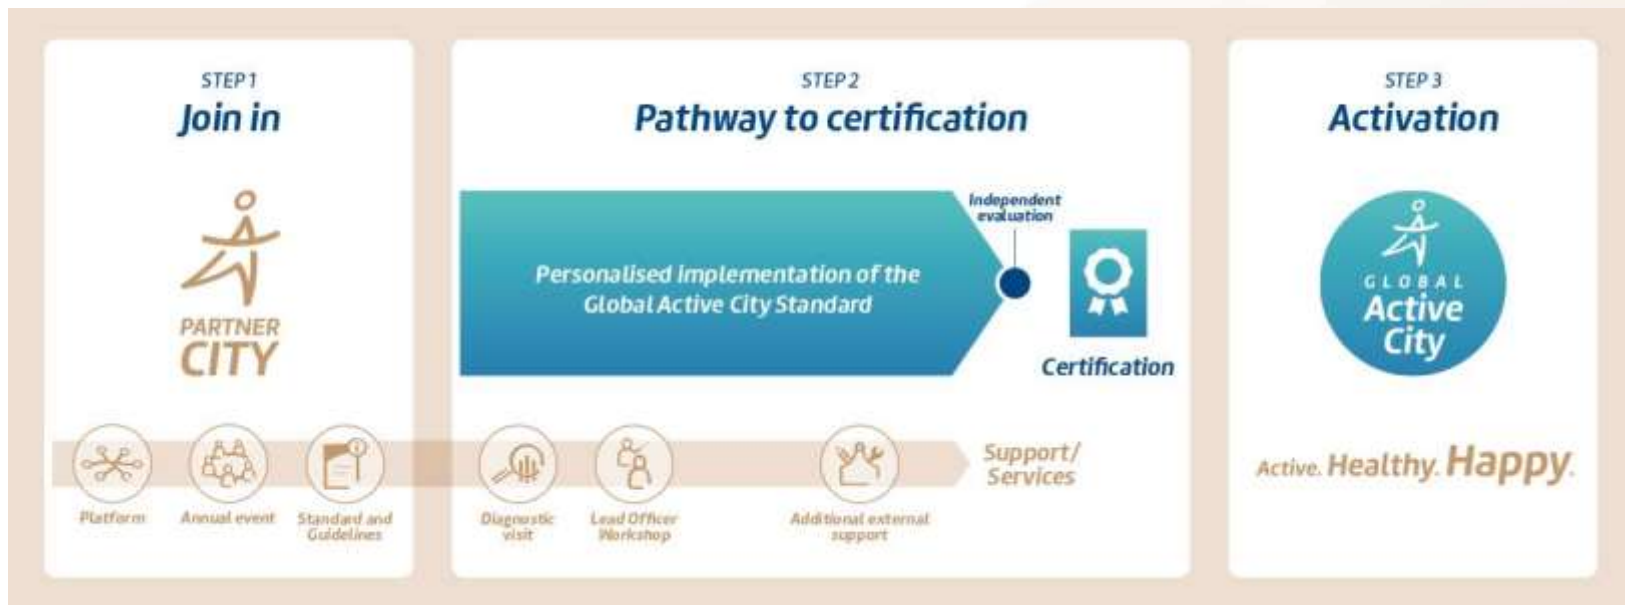 STEP 1
Join in
PARTNER
CITY
Platform
Annual event
Standard and
Guidelines
STEP 2
Pathway to certification
Personalised implementation of the
Global Active City Standard
Independent
evaluation
Certification
Diagnostic
visit
Lead Officer
Workshop
Additional external
support
Support/
Services
STEP 3
Activation
GLOBAL
Active
City
Active. Healthy. Happy.